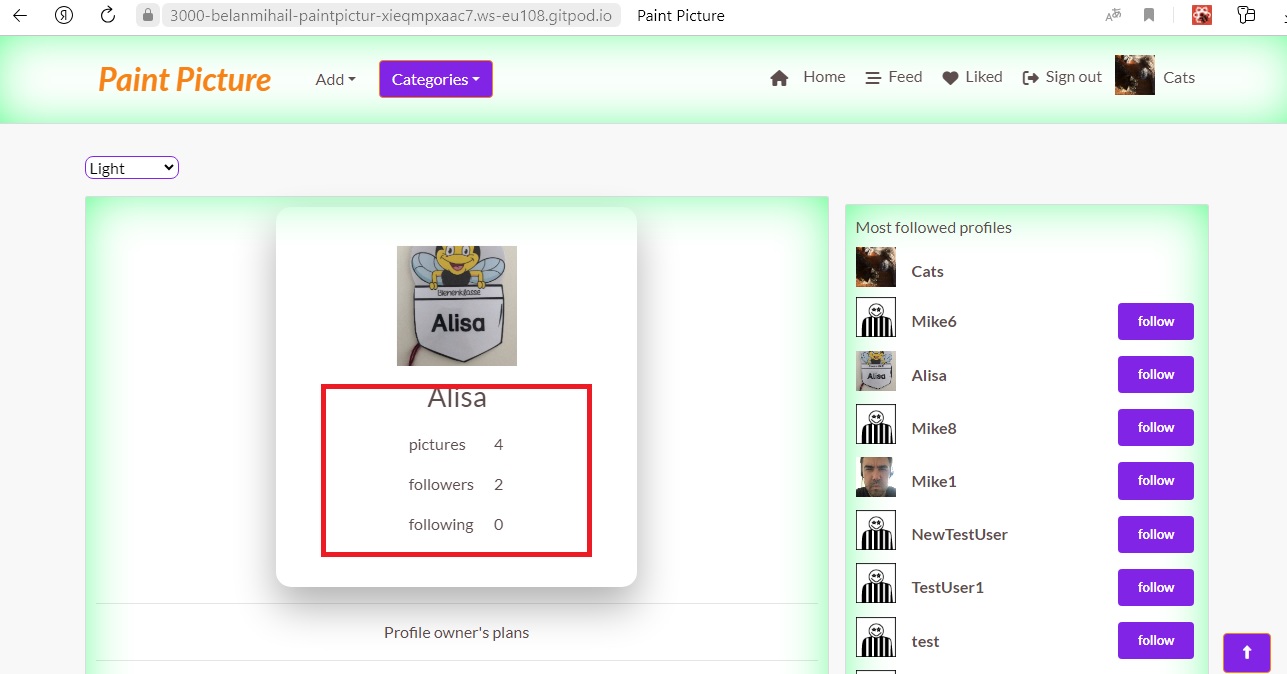 3000-belanmihail-paintpictur-xieqmpxaac7.ws-eu108.gitpod.io Paint Picture
Paint Picture Add Categories Home Feed Liked Sign out Cats
Light
Bienenklasse
Alisa
Alisa
pictures 4
followers 2
following 0
Profile owner's plans
Most followed profiles
Cats
Mike6 follow
Alisa
Alisa follow
Mike8 follow
Mike1 follow
NewTestUser follow
TestUser1 follow
test follow